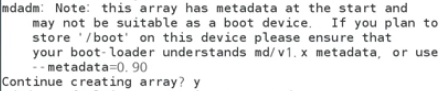 mdadm: Note: this array has metadata at the start and
may not be suitable as a boot device.  If you plan to
store '/boot' on this device please ensure that
your boot-loader understands md/v1.x metadata, or use
--metadata=0.90
Continue creating array? y